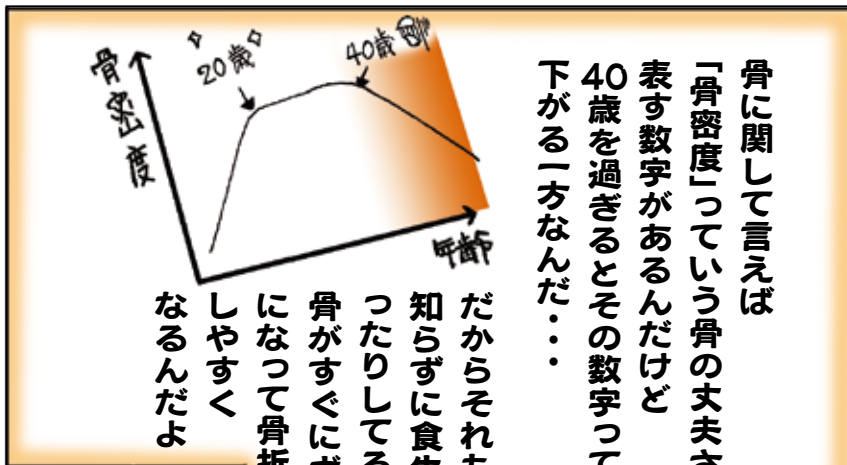 骨に関して言えば
「骨密度」っていう骨の丈夫さ
表す数字があるんだけど
40歳を過ぎるとその数字って
下がる一方なんだ・・・
骨密度
20歳
40歳
年齢
だからそれも
知らずに食生
ったりしてる
骨がすぐにボ
になって骨折
しやすく
なるんだよ